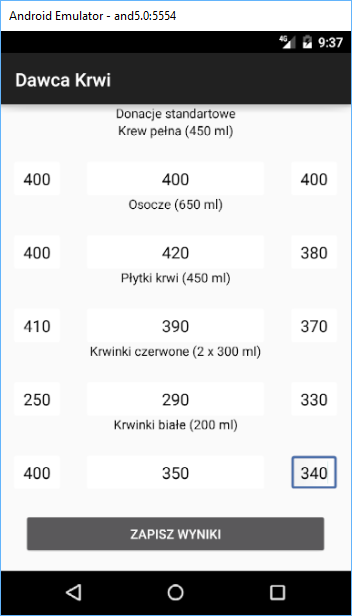 Android Emulator - and5.0:5554
4G 9:37
Dawca Krwi
Donacje standartowe
Krew pełna (450 ml)
400 400 400
Osocze (650 ml)
400 420 380
Płytki krwi (450 ml)
410 390 370
Krwinki czerwone (2 x 300 ml)
250 290 330
Krwinki białe (200 ml)
400 350 340
ZAPISZ WYNIKI